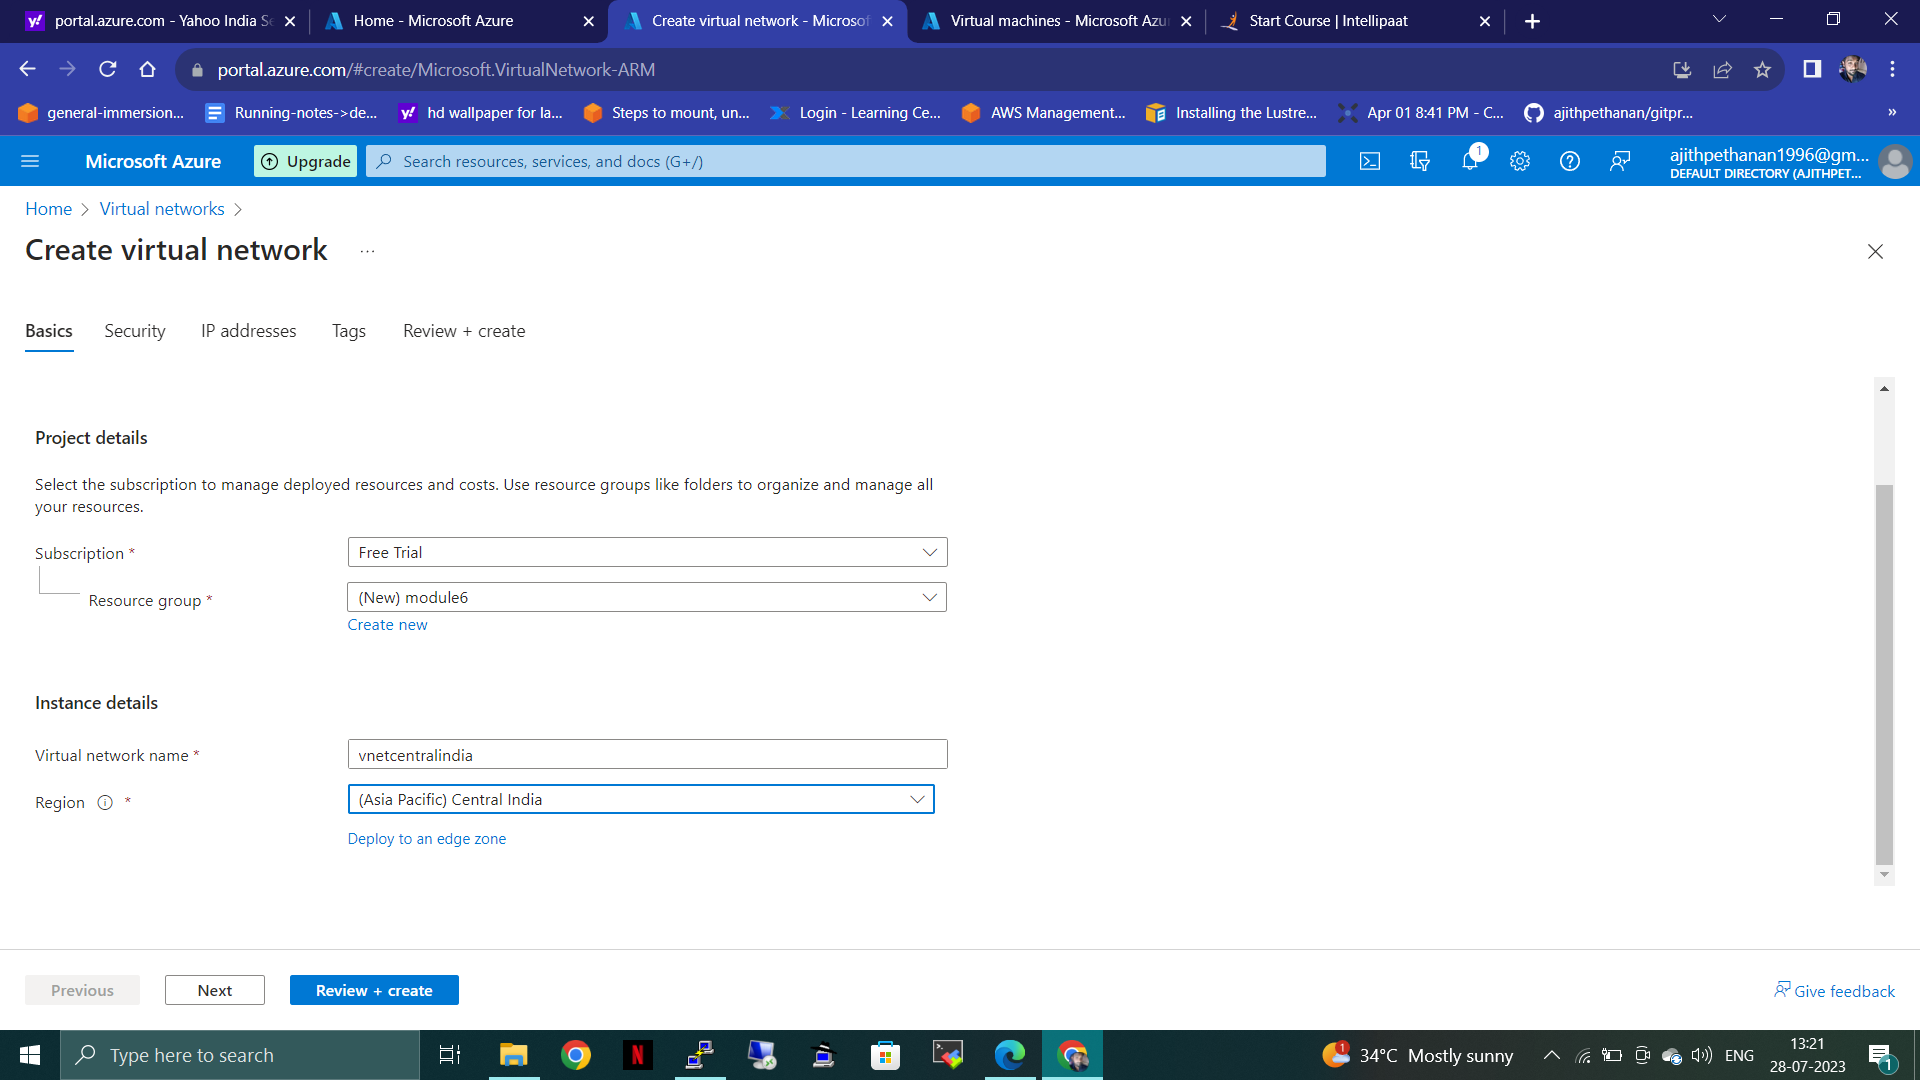 portal.azure.com - Yahoo India Se
Home - Microsoft Azure
Create virtual network - Microsof
Virtual machines - Microsoft Azur
Start Course | Intellipaat
portal.azure.com/#create/Microsoft.VirtualNetwork-ARM
general-immersion...
Running-notes->de...
hd wallpaper for la...
Steps to mount, un...
Login - Learning Ce...
AWS Management...
Installing the Lustre...
Apr 01 8:41 PM - C...
ajithpethanan/gitpr...
»
Microsoft Azure
Upgrade
Search resources, services, and docs (G+/)
1
ajithpethanan1996@gm...
DEFAULT DIRECTORY (AJITHPET...
Home > Virtual networks >
Create virtual network ...
Basics
Security
IP addresses
Tags
Review + create
Project details
Select the subscription to manage deployed resources and costs. Use resource groups like folders to organize and manage all
your resources.
Subscription *
Free Trial
Resource group *
(New) module6
Create new
Instance details
Virtual network name *
vnetcentralindia
Region *
(Asia Pacific) Central India
Deploy to an edge zone
Previous
Next
Review + create
Give feedback
Type here to search
1
34°C Mostly sunny
ENG
13:21
28-07-2023
1